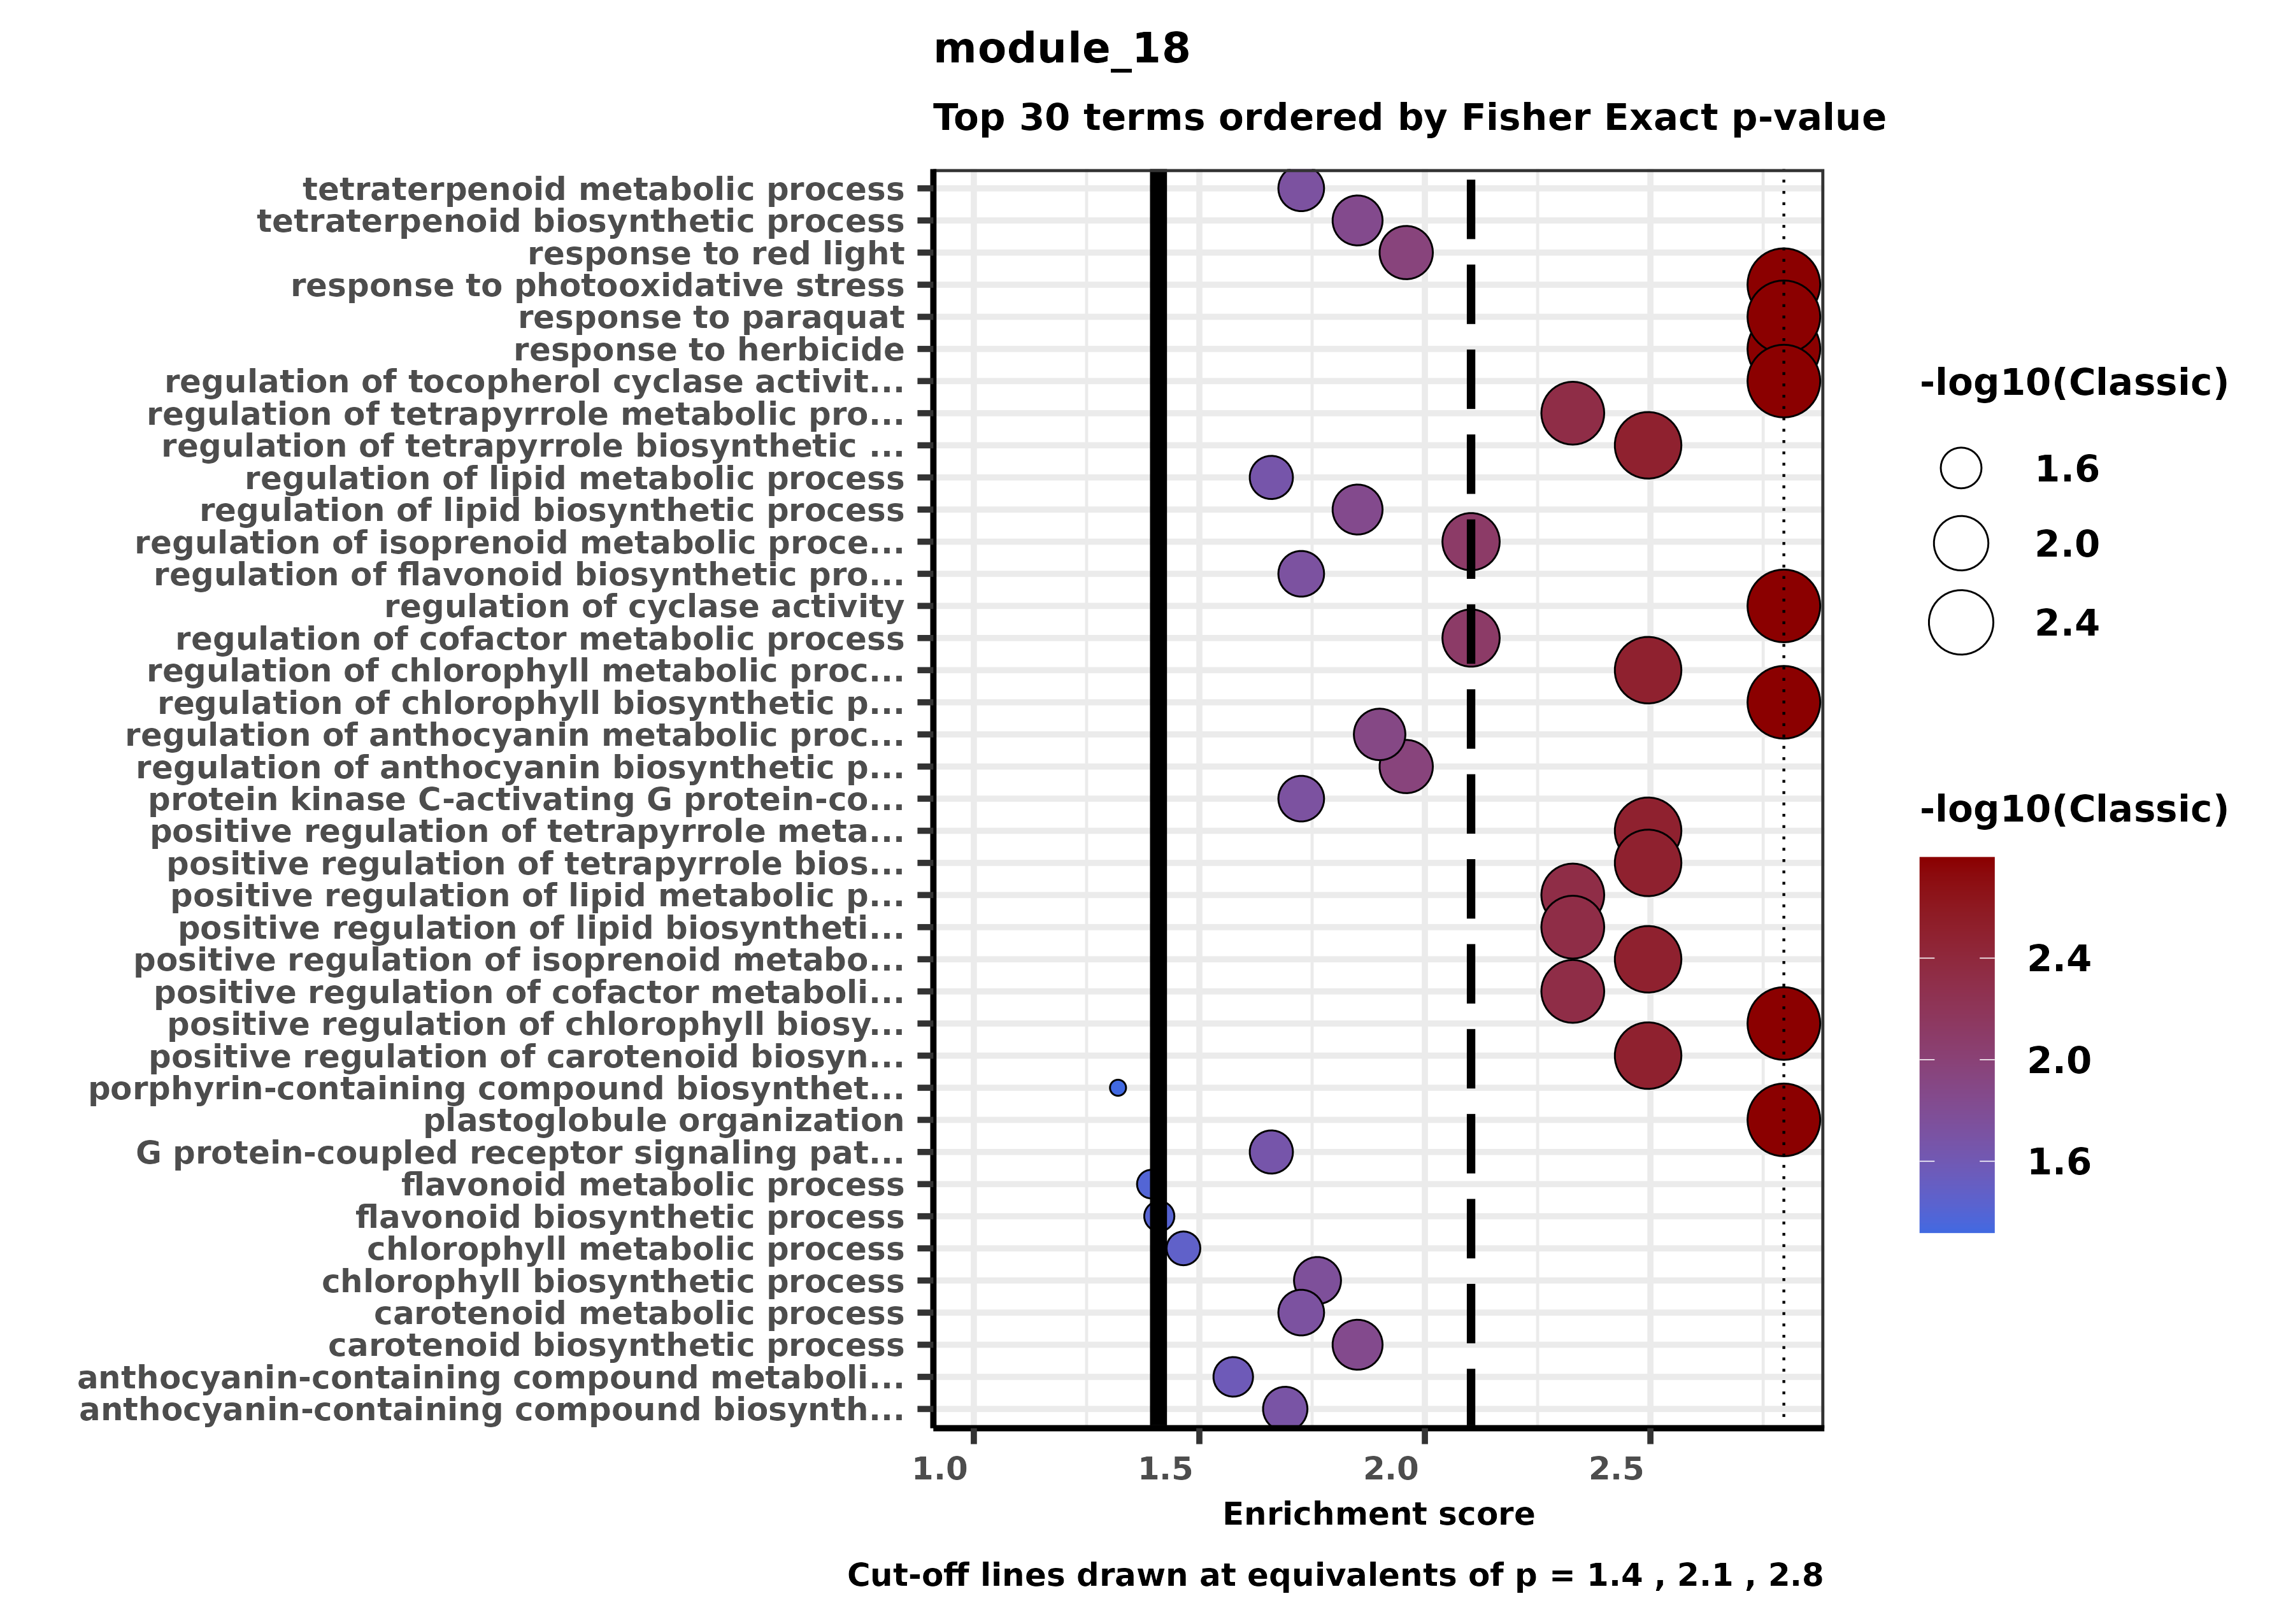 module_18
Top 30 terms ordered by Fisher Exact p-value
tetraterpenoid metabolic process
tetraterpenoid biosynthetic process
response to red light
response to photooxidative stress
response to paraquat
response to herbicide
regulation of tocopherol cyclase activit...
regulation of tetrapyrrole metabolic pro...
regulation of tetrapyrrole biosynthetic ...
regulation of lipid metabolic process
regulation of lipid biosynthetic process
regulation of isoprenoid metabolic proce...
regulation of flavonoid biosynthetic pro...
regulation of cyclase activity
regulation of cofactor metabolic process
regulation of chlorophyll metabolic proc...
regulation of chlorophyll biosynthetic p...
regulation of anthocyanin metabolic proc...
regulation of anthocyanin biosynthetic p...
protein kinase C-activating G protein-co...
positive regulation of tetrapyrrole meta...
positive regulation of tetrapyrrole bios...
positive regulation of lipid metabolic p...
positive regulation of lipid biosyntheti...
positive regulation of isoprenoid metabo...
positive regulation of cofactor metaboli...
positive regulation of chlorophyll biosy...
positive regulation of carotenoid biosyn...
porphyrin-containing compound biosynthet...
plastoglobule organization
G protein-coupled receptor signaling pat...
flavonoid metabolic process
flavonoid biosynthetic process
chlorophyll metabolic process
chlorophyll biosynthetic process
carotenoid metabolic process
carotenoid biosynthetic process
anthocyanin-containing compound metaboli...
anthocyanin-containing compound biosynth...
1.0 1.5 2.0 2.5
Enrichment score
Cut-off lines drawn at equivalents of p = 1.4 , 2.1 , 2.8
-log10(Classic)
1.6
2.0
2.4
-log10(Classic)
2.4
2.0
1.6